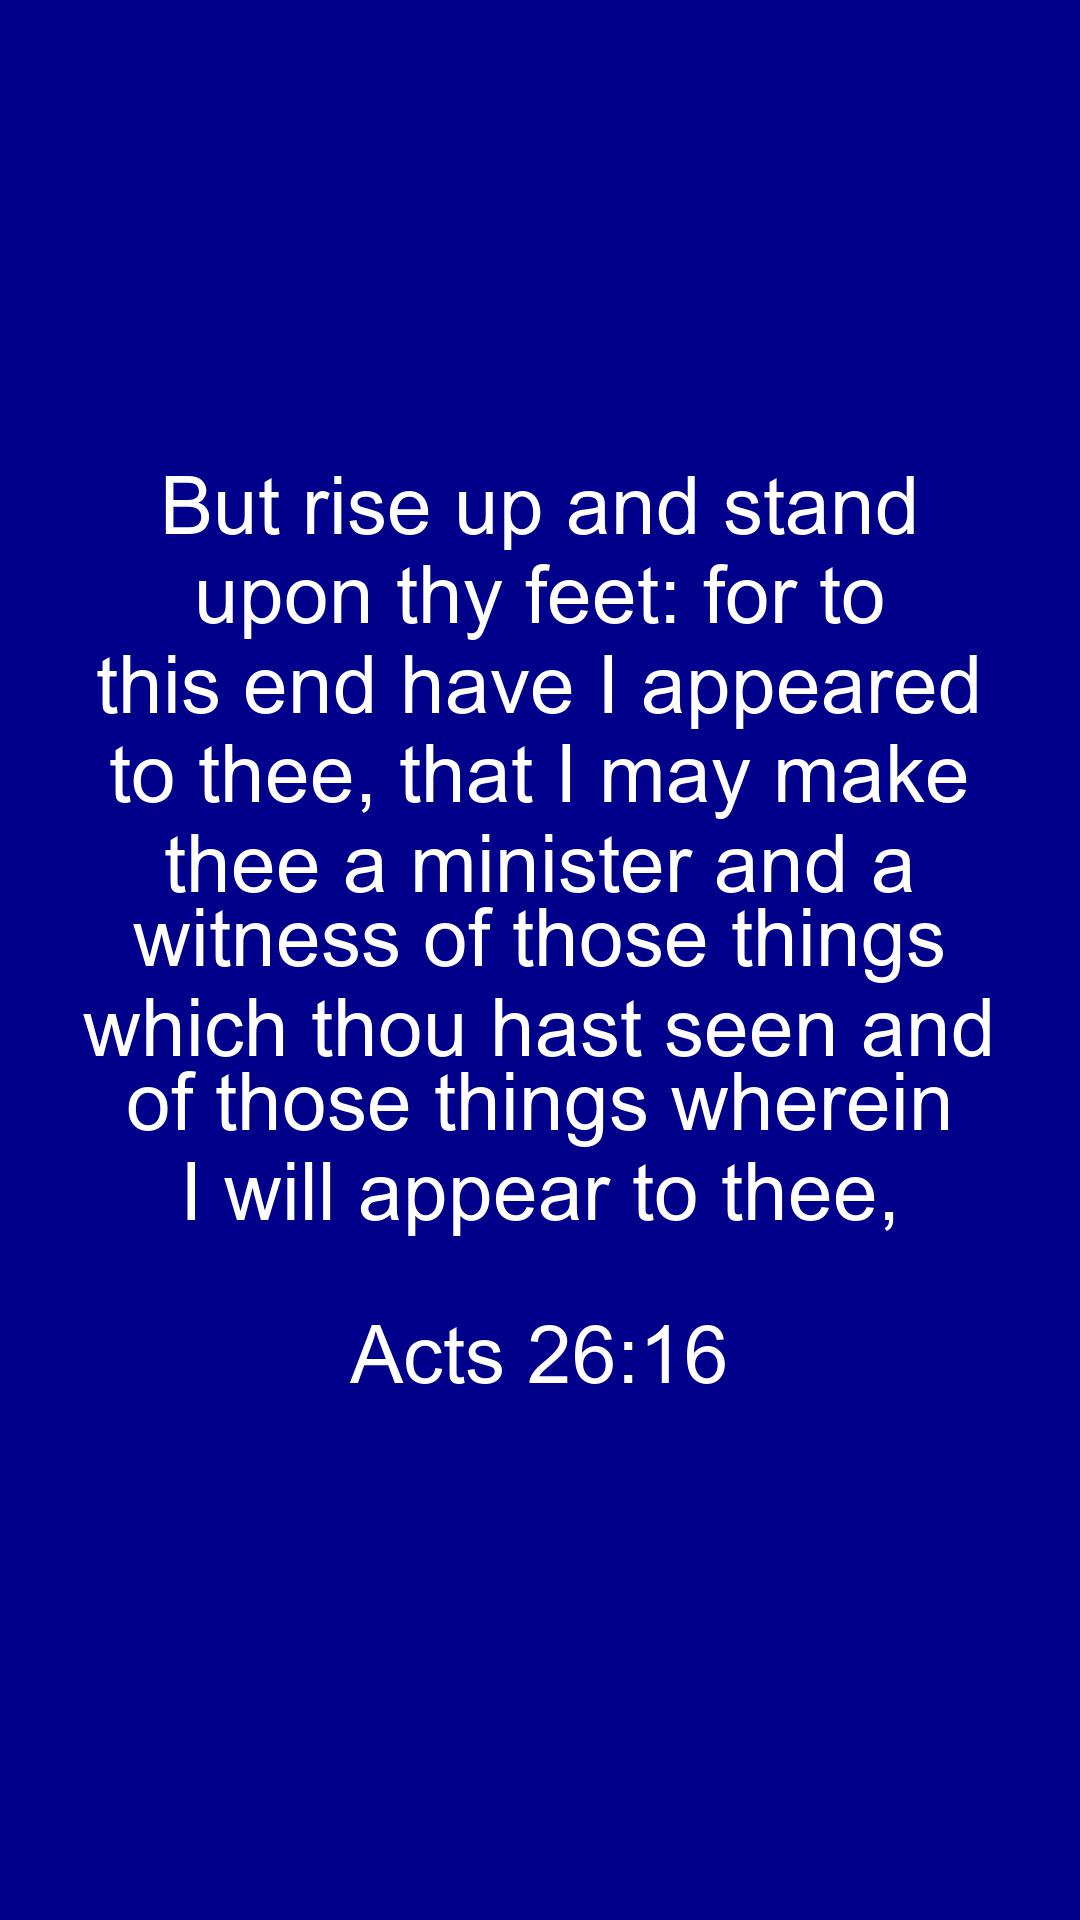 But rise up and stand
upon thy feet: for to
this end have I appeared
to thee, that I may make
thee a minister and a
witness of those things
which thou hast seen and
of those things wherein
I will appear to thee,
Acts 26:16